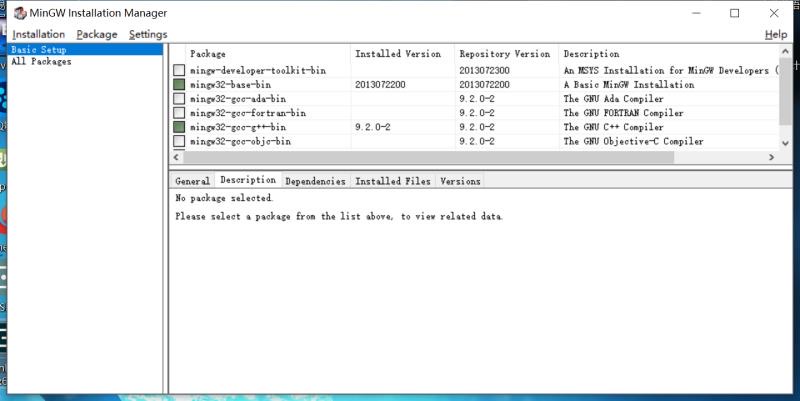 MinGW Installation Manager
Installation Package Settings Help
Basic Setup
All Packages
Package Installed Version Repository Version Description
mingw-developer-toolkit-bin 2013072300 An MSYS Installation for MinGW Developers (
mingw32-base-bin 2013072200 2013072200 A Basic MinGW Installation
mingw32-gcc-ada-bin 9.2.0-2 The GNU Ada Compiler
mingw32-gcc-fortran-bin 9.2.0-2 The GNU FORTRAN Compiler
mingw32-gcc-g++-bin 9.2.0-2 9.2.0-2 The GNU C++ Compiler
mingw32-gcc-objc-bin 9.2.0-2 The GNU Objective-C Compiler
General Description Dependencies Installed Files Versions
No package selected.
Please select a package from the list above, to view related data.